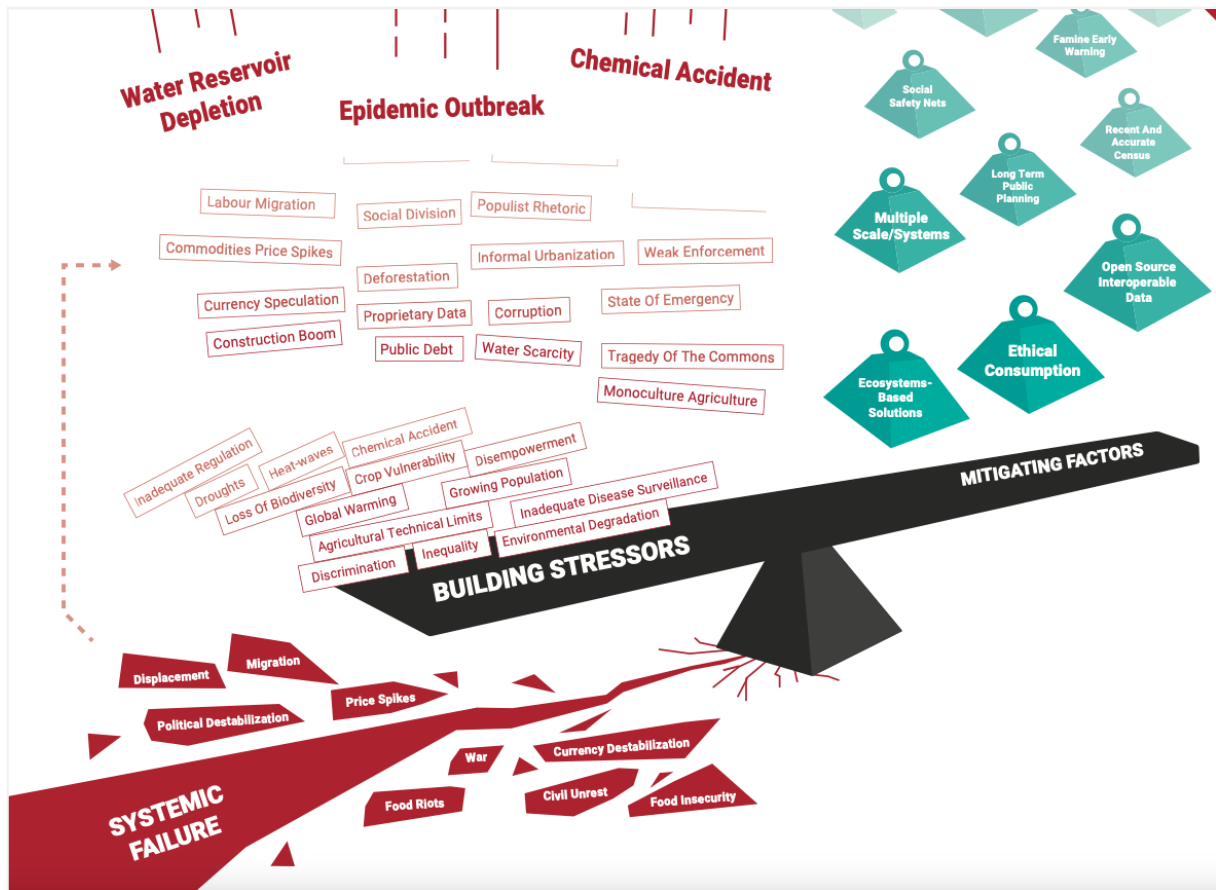 Water Reservoir
Depletion
Epidemic Outbreak
Chemical Accident
Famine Early
Warning
Social
Safety Nets
Recent And
Accurate
Census
Long Term
Public
Planning
Multiple
Scale/Systems
Open Source
Interoperable
Data
Ethical
Consumption
Ecosystems-
Based
Solutions
Labour Migration
Social Division
Populist Rhetoric
Commodities Price Spikes
Informal Urbanization
Weak Enforcement
Deforestation
Currency Speculation
State Of Emergency
Proprietary Data
Corruption
Construction Boom
Public Debt
Water Scarcity
Tragedy Of The Commons
Monoculture Agriculture
Inadequate Regulation
Heat-waves
Chemical Accident
Droughts
Loss Of Biodiversity
Crop Vulnerability
Disempowerment
Global Warming
Growing Population
Inadequate Disease Surveillance
Agricultural Technical Limits
Environmental Degradation
Discrimination
Inequality
BUILDING STRESSORS
MITIGATING FACTORS
Displacement
Migration
Price Spikes
Political Destabilization
War
Currency Destabilization
Food Riots
Civil Unrest
Food Insecurity
SYSTEMIC
FAILURE